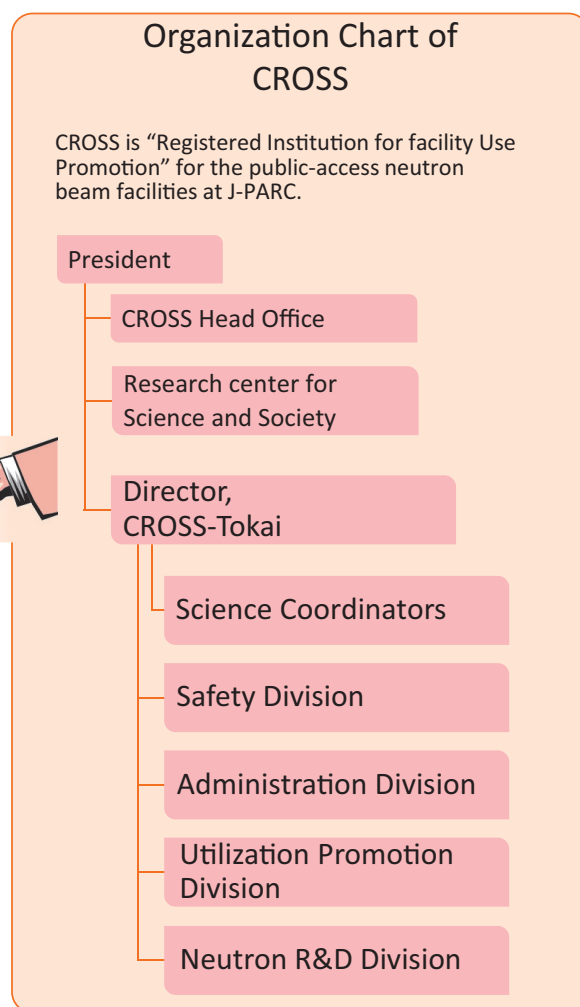 Organization Chart of
CROSS
CROSS is “Registered Institution for facility Use
Promotion” for the public-access neutron
beam facilities at J-PARC.
President
CROSS Head Office
Research center for
Science and Society
Director,
CROSS-Tokai
Science Coordinators
Safety Division
Administration Division
Utilization Promotion
Division
Neutron R&D Division